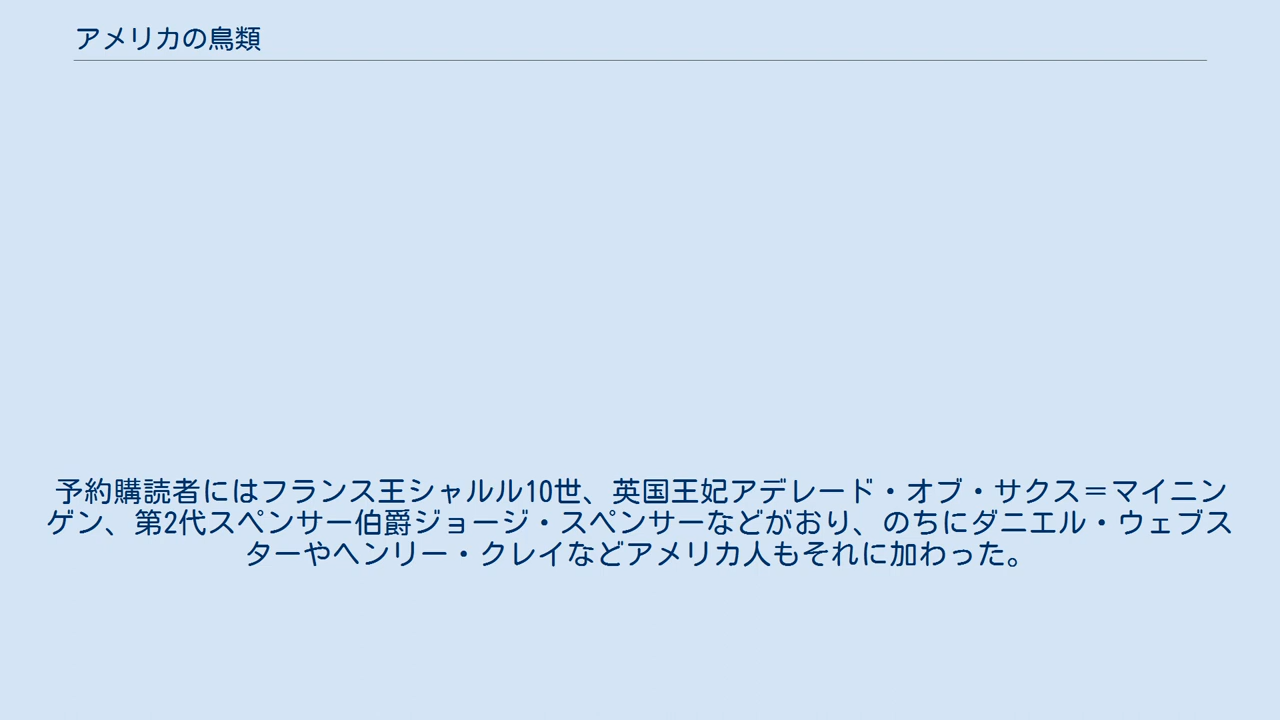 アメリカの鳥類
予約購読者にはフランス王シャルル10世、英国王妃アデレード・オブ・サクス＝マイニン
ゲン、第2代スペンサー伯爵ジョージ・スペンサーなどがおり、のちにダニエル・ウェブス
ターやヘンリー・クレイなどアメリカ人もそれに加わった。